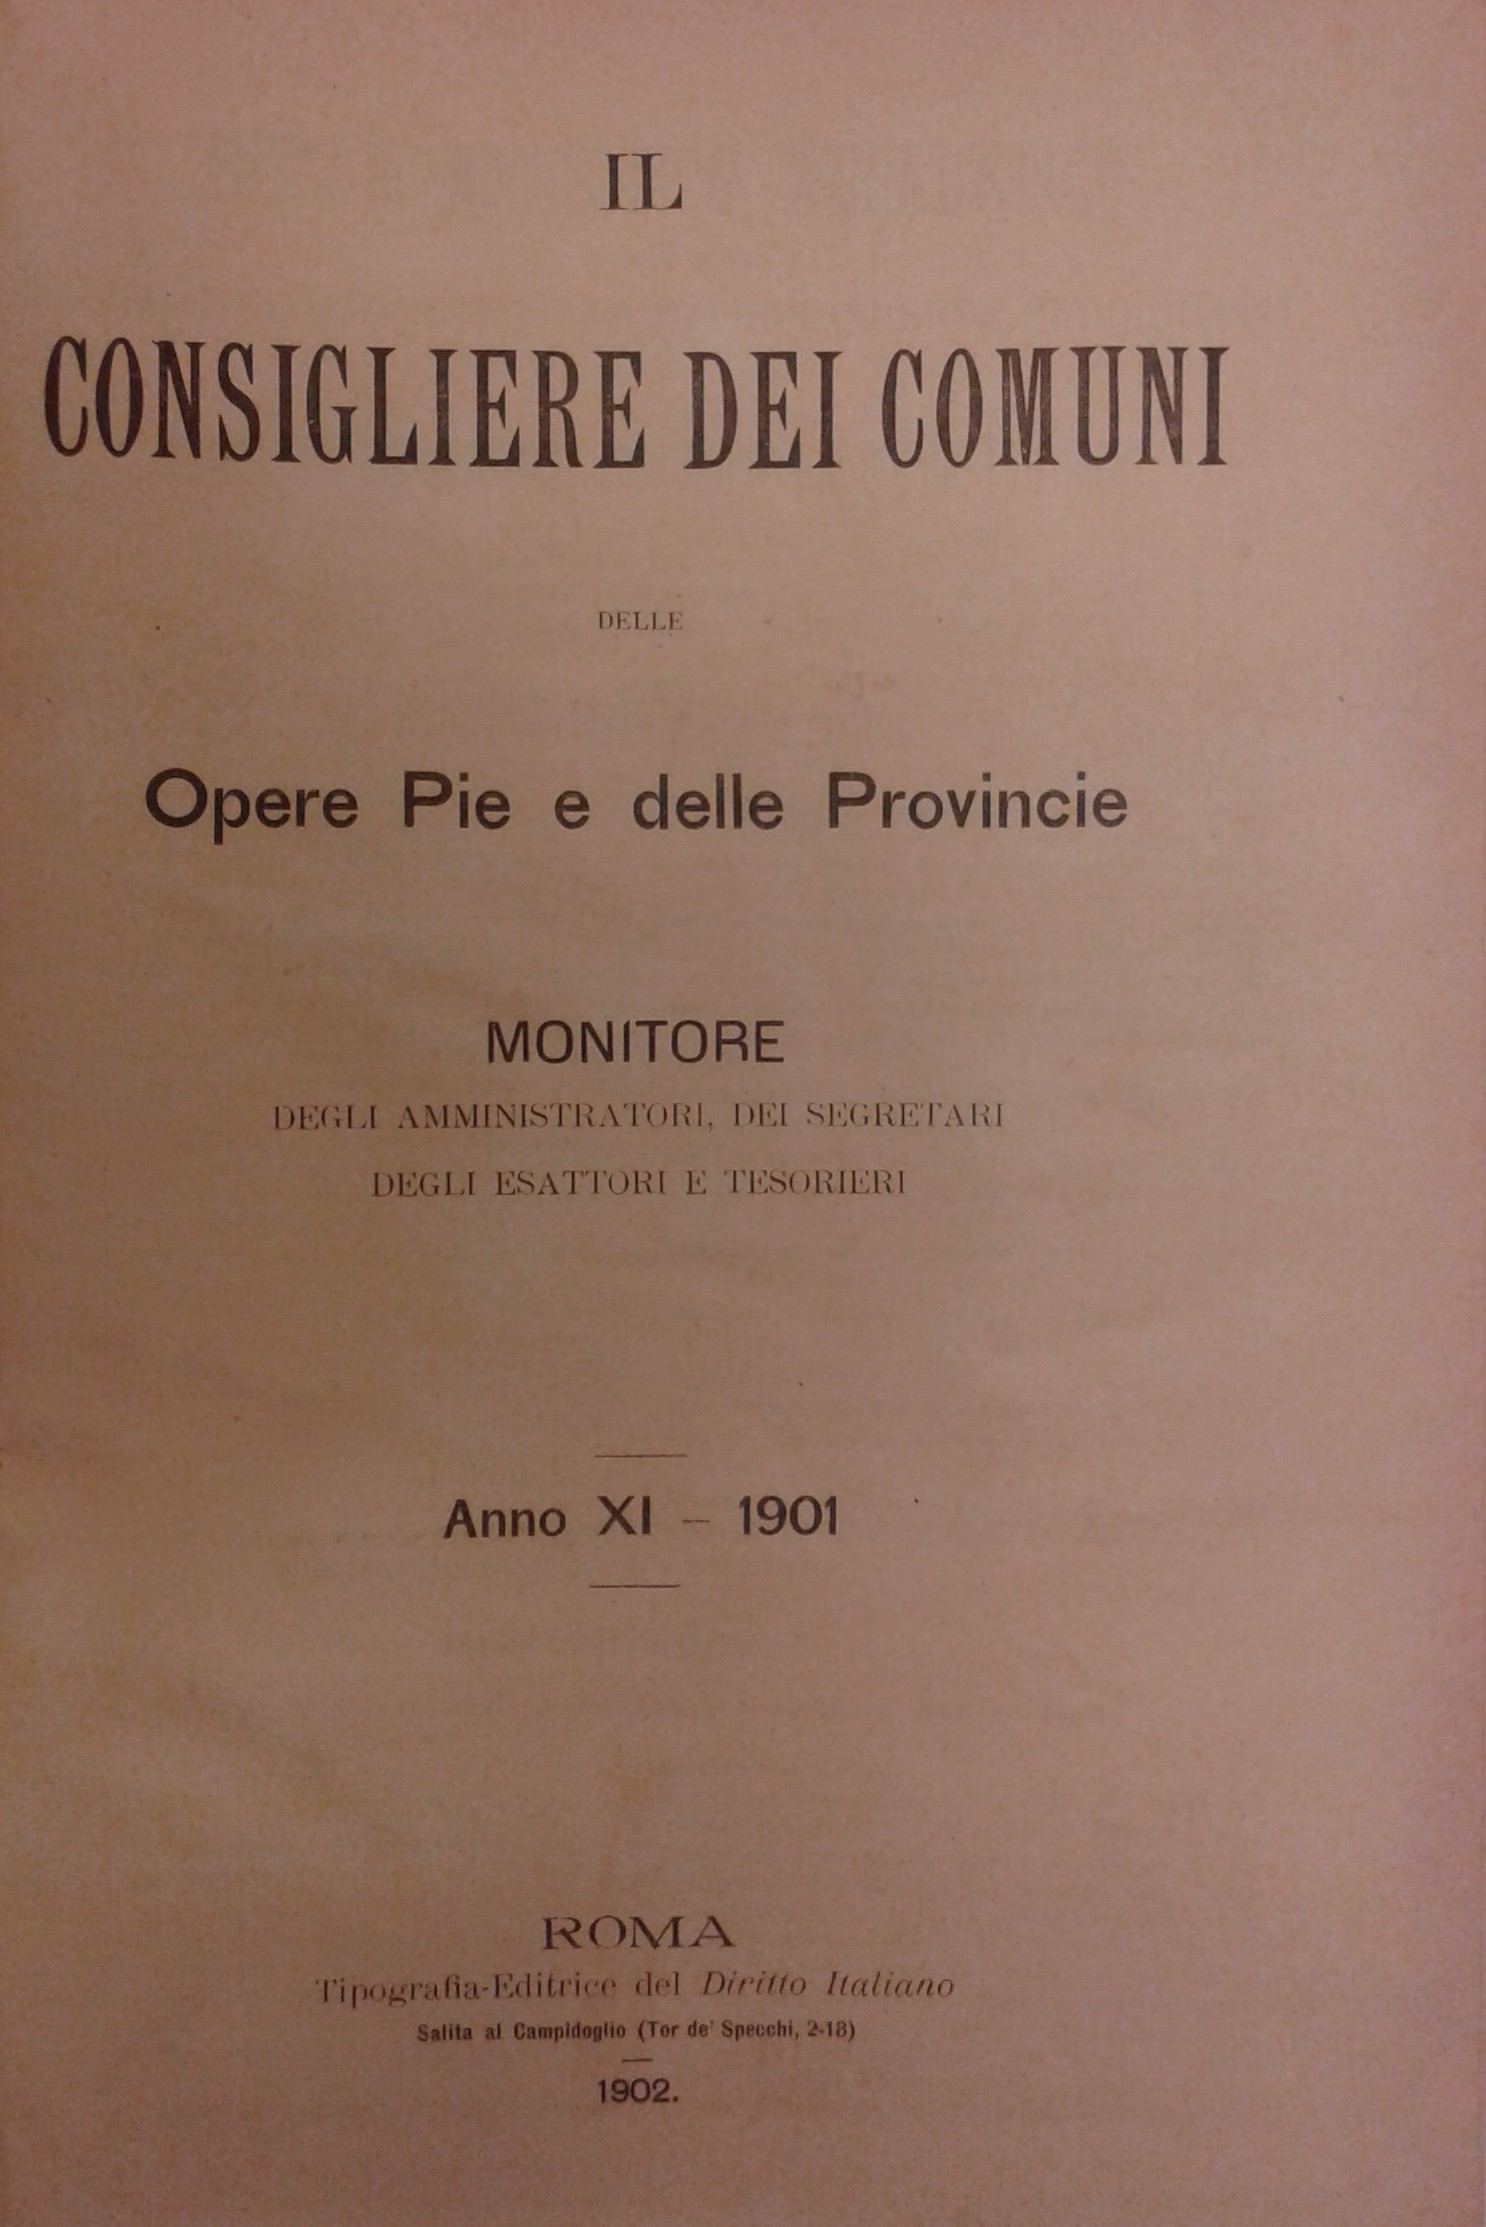 IL
CONSIGLIERE DEI COMUNI
DELLE
Opere Pie e delle Provincie
MONITORE
DEGLI AMMINISTRATORI, DEI SEGRETARI
DEGLI ESATTORI E TESORIERI
Anno XI – 1901
ROMA
Tipografia-Editrice del Diritto Italiano
Salita al Campidoglio (Tor de' Specchi, 2-18)
1902.